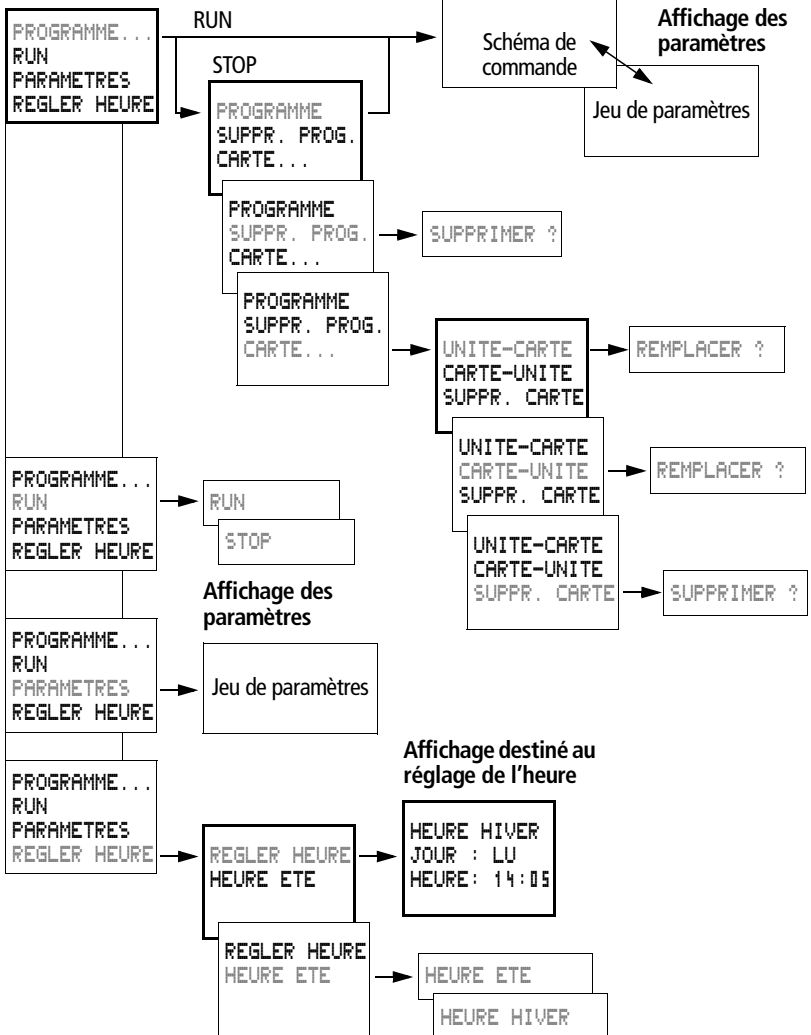 PROGRAMME...
RUN
PARAMETRES
REGLER HEURE
RUN
STOP
Schéma de
commande
Affichage des
paramètres
Jeu de paramètres
PROGRAMME
SUPPR. PROG.
CARTE...
PROGRAMME
SUPPR. PROG.
CARTE...
SUPPRIMER ?
PROGRAMME
SUPPR. PROG.
CARTE...
UNITE-CARTE
CARTE-UNITE
SUPPR. CARTE
REMPLACER ?
UNITE-CARTE
CARTE-UNITE
SUPPR. CARTE
REMPLACER ?
UNITE-CARTE
CARTE-UNITE
SUPPR. CARTE
SUPPRIMER ?
PROGRAMME...
RUN
PARAMETRES
REGLER HEURE
RUN
STOP
Affichage des
paramètres
PROGRAMME...
RUN
PARAMETRES
REGLER HEURE
Jeu de paramètres
Affichage destiné au
réglage de l'heure
PROGRAMME...
RUN
PARAMETRES
REGLER HEURE
REGLER HEURE
HEURE ETE
HEURE HIVER
JOUR : LU
HEURE: 14:05
REGLER HEURE
HEURE ETE
HEURE ETE
HEURE HIVER